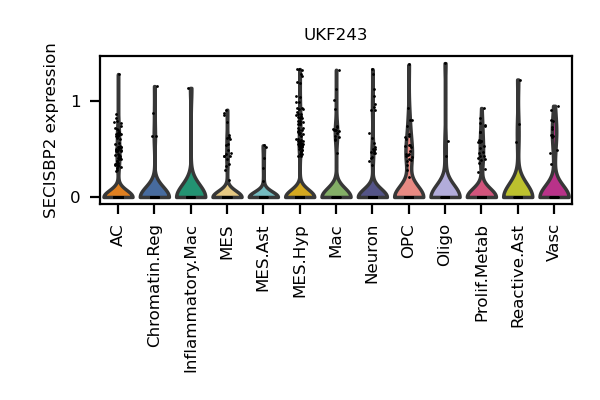 UKF243
SECISBP2 expression
1
0
AC
Chromatin.Reg
Inflammatory.Mac
MES
MES.Ast
MES.Hyp
Mac
Neuron
OPC
Oligo
Prolif.Metab
Reactive.Ast
Vasc